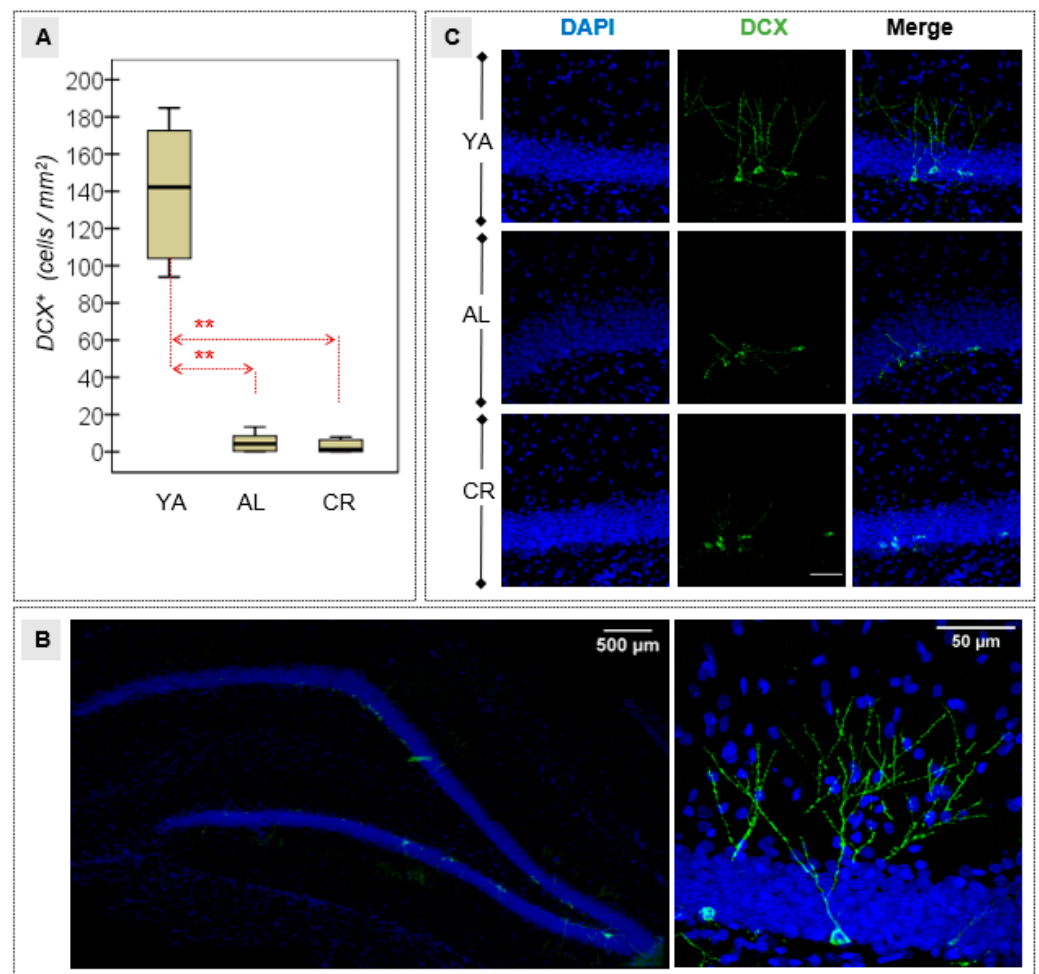 A
DCX⁺ (cells / mm²)
200
180
160
140
120
100
80
60
40
20
0
**
**
YA AL CR
C
DAPI DCX Merge
YA
AL
CR
B
500 µm
50 µm